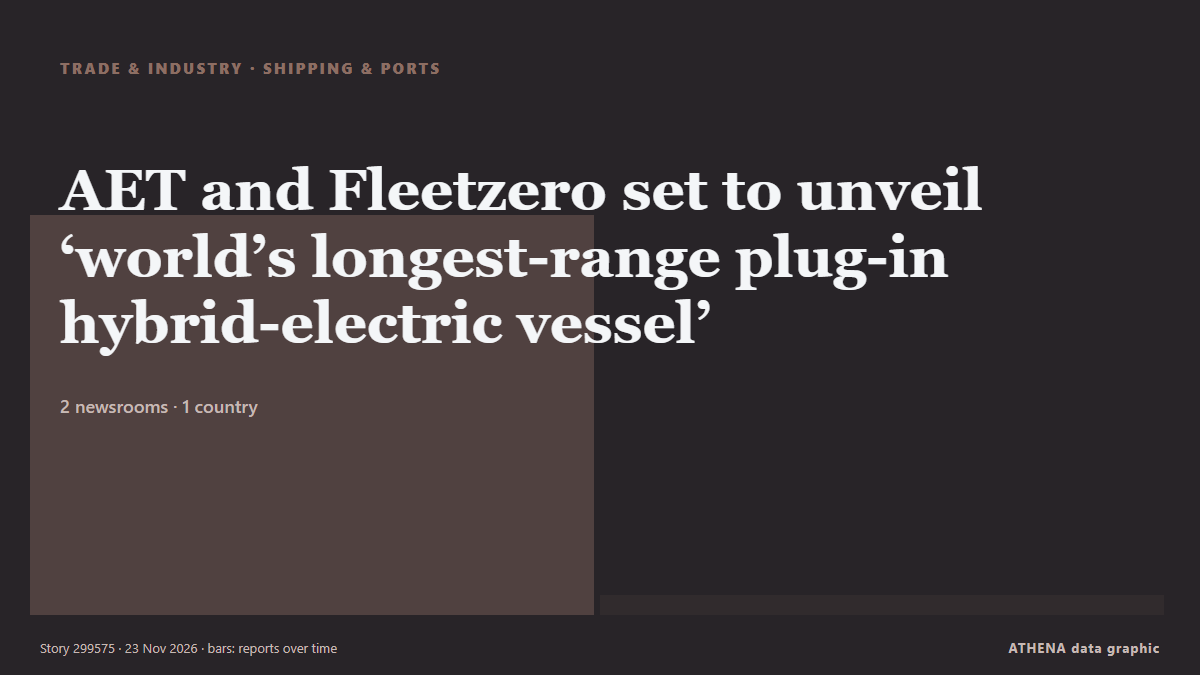 TRADE & INDUSTRY · SHIPPING & PORTS
AET and Fleetzero set to unveil
‘world’s longest-range plug-in
hybrid-electric vessel’
2 newsrooms · 1 country
Story 299575 · 23 Nov 2026 · bars: reports over time
ATHENA data graphic